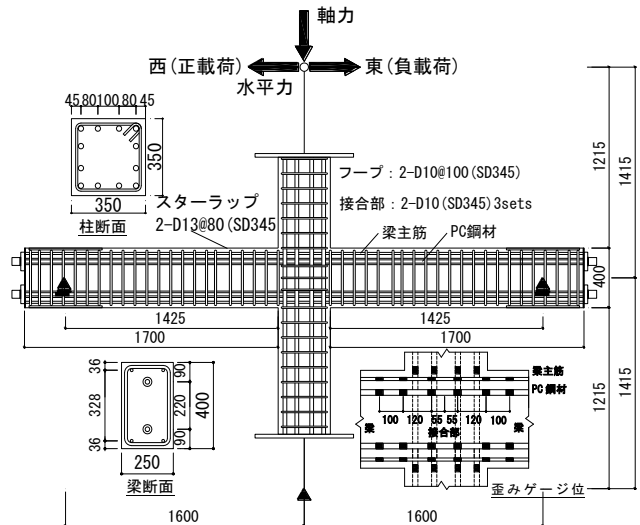 軸力
西(正載荷)
東(負載荷)
水平力
45 80 100 80 45
350
350
柱断面
フープ：2-D10@100(SD345)
接合部：2-D10(SD345)3sets
スターラップ
2-D13@80(SD345
梁主筋
PC鋼材
1215
1415
400
1425
1425
1700
1700
1215
1415
36
328
36
90
220
90
400
250
梁断面
梁主筋
PC鋼材
100 120 55 55 120 100
接合部
梁
梁
歪みゲージ位
1600
1600